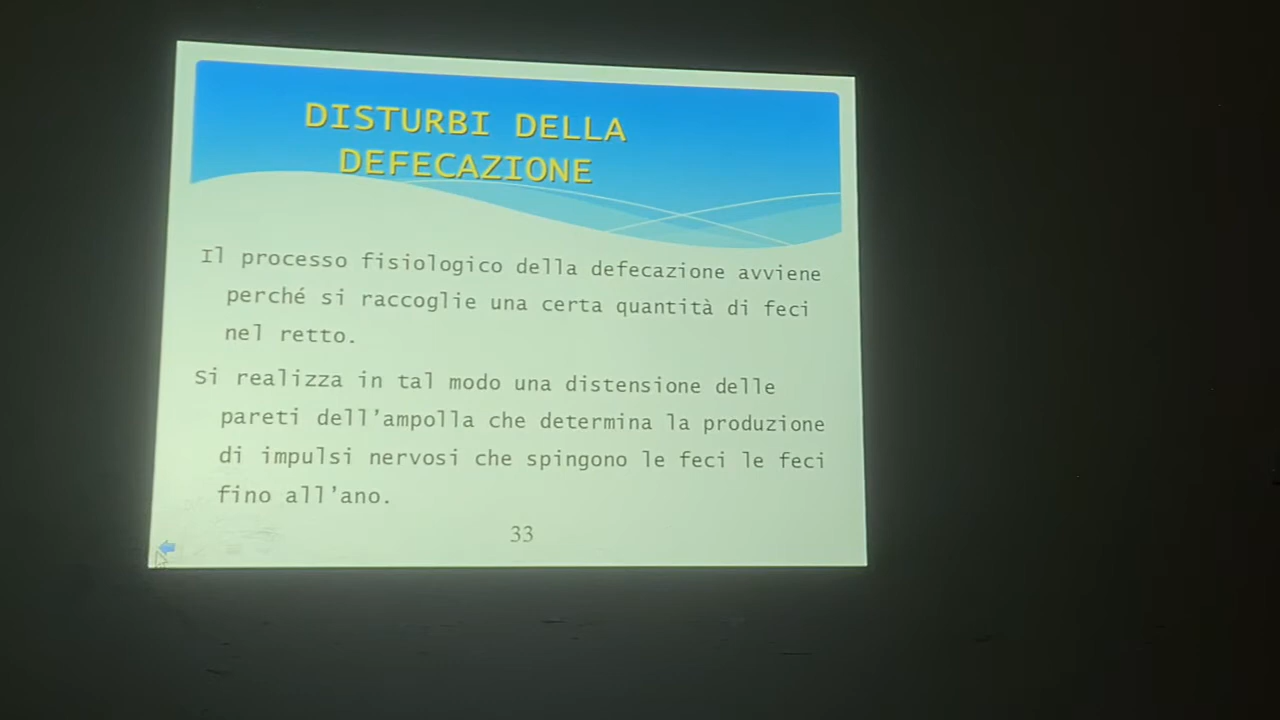 DISTURBI DELLA
DEFECAZIONE
Il processo fisiologico della defecazione avviene
perché si raccoglie una certa quantità di feci
nel retto.
Si realizza in tal modo una distensione delle
pareti dell'ampolla che determina la produzione
di impulsi nervosi che spingono le feci le feci
fino all'ano.
33